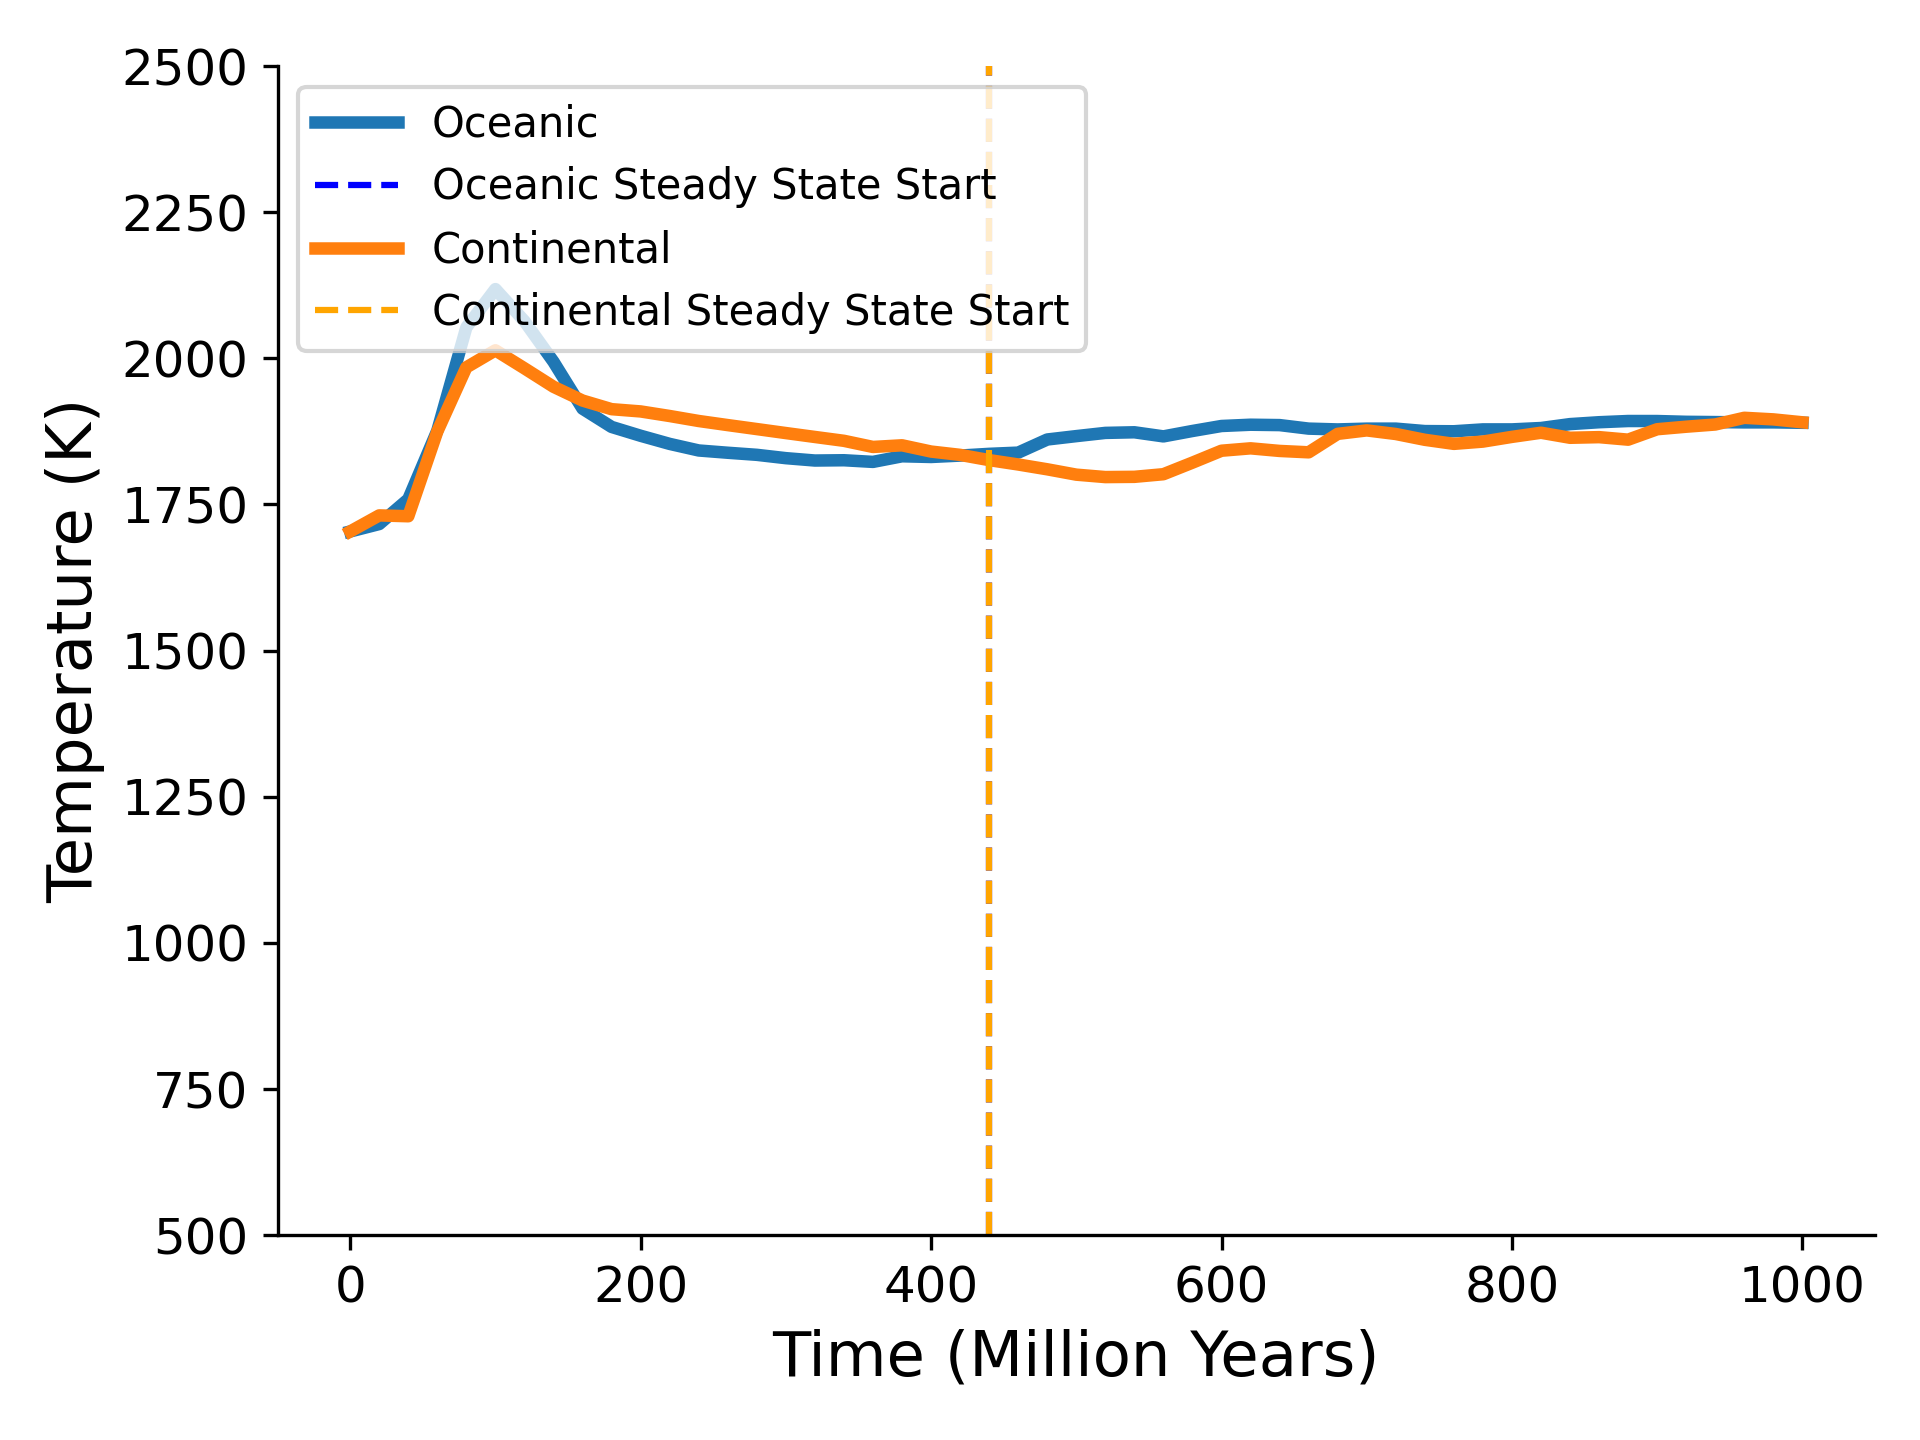 2500
2250
2000
1750
1500
1250
1000
750
500
Temperature (K)
Oceanic
Oceanic Steady State Start
Continental
Continental Steady State Start
0 200 400 600 800 1000
Time (Million Years)